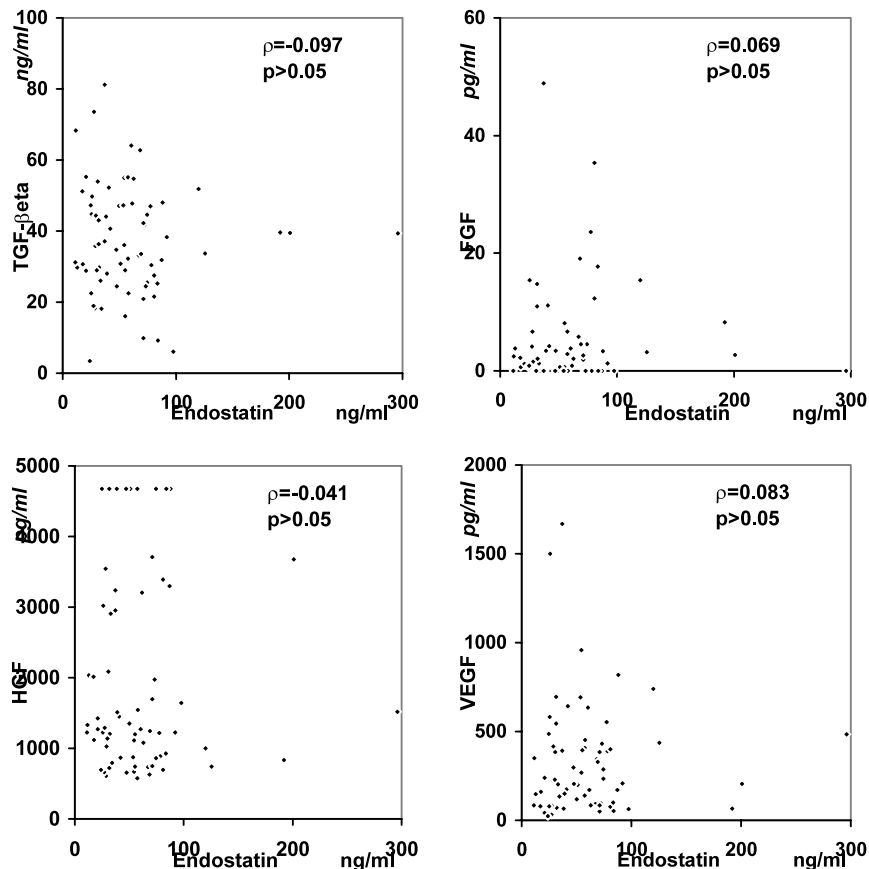 100
80
60
40
20
0
ng/ml
TGF-βeta
ρ=-0.097
p>0.05
0 100 200 300
Endostatin ng/ml
60
40
20
0
pg/ml
FGF
ρ=0.069
p>0.05
0 100 200 300
Endostatin ng/ml
5000
4000
3000
2000
1000
0
pg/ml
HGF
ρ=-0.041
p>0.05
0 100 200 300
Endostatin ng/ml
2000
1500
1000
500
0
pg/ml
VEGF
ρ=0.083
p>0.05
0 100 200 300
Endostatin ng/ml